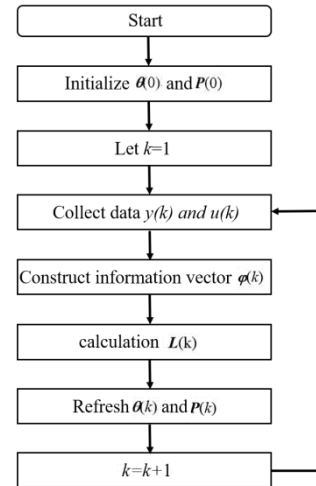 Start
Initialize θ(0) and P(0)
Let k=1
Collect data y(k) and u(k)
Construct information vector φ(k)
calculation L(k)
Refresh θ(k) and P(k)
k=k+1